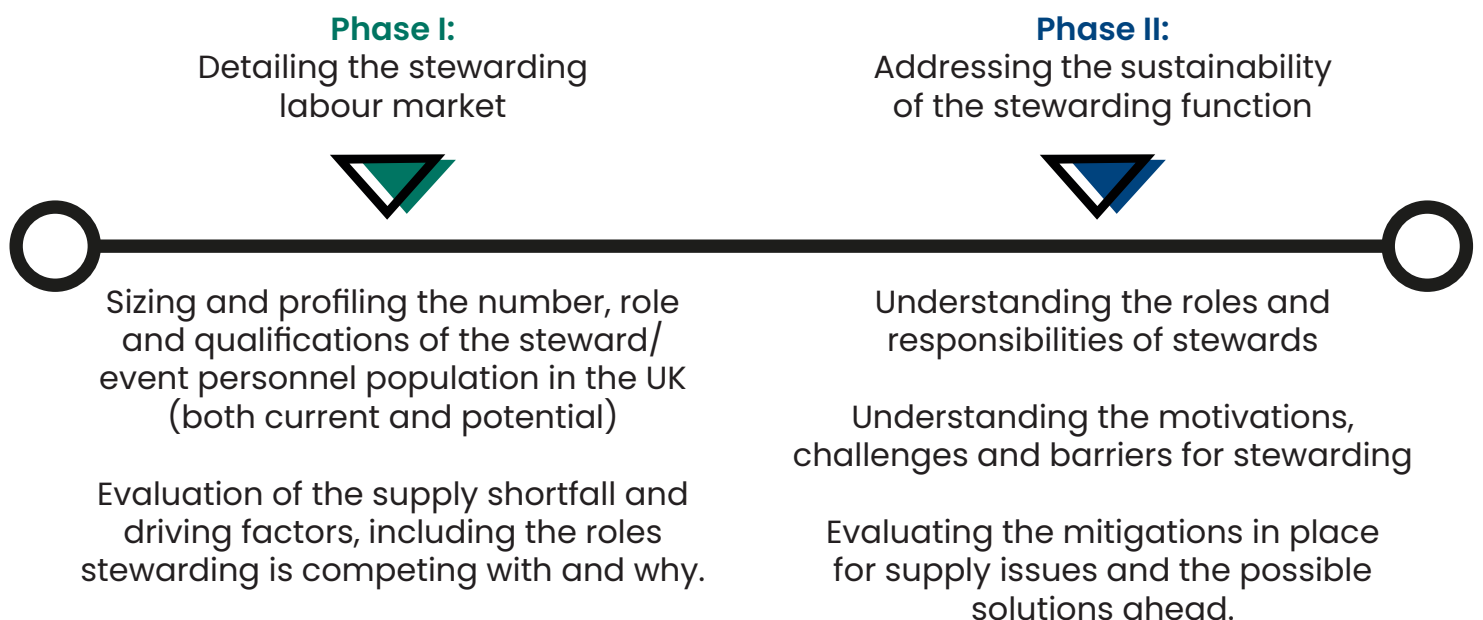 Phase I:
Detailing the stewarding
labour market
Phase II:
Addressing the sustainability
of the stewarding function
Sizing and profiling the number, role
and qualifications of the steward/
event personnel population in the UK
(both current and potential)
Evaluation of the supply shortfall and
driving factors, including the roles
stewarding is competing with and why.
Understanding the roles and
responsibilities of stewards
Understanding the motivations,
challenges and barriers for stewarding
Evaluating the mitigations in place
for supply issues and the possible
solutions ahead.